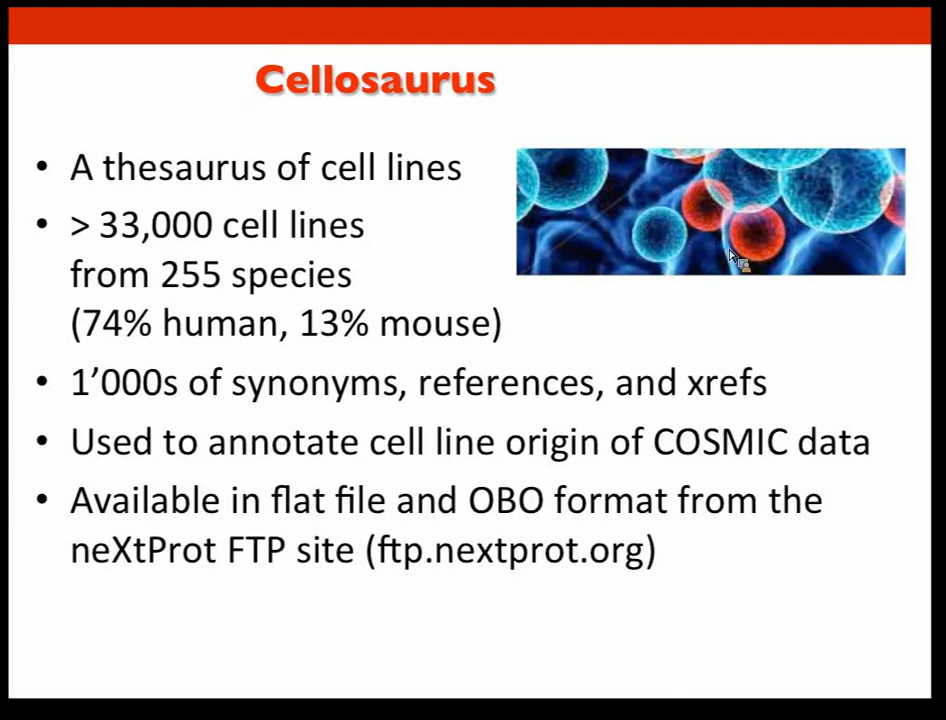 Cellosaurus
• A thesaurus of cell lines
• > 33,000 cell lines
from 255 species
(74% human, 13% mouse)
• 1’000s of synonyms, references, and xrefs
• Used to annotate cell line origin of COSMIC data
• Available in flat file and OBO format from the
neXtProt FTP site (ftp.nextprot.org)